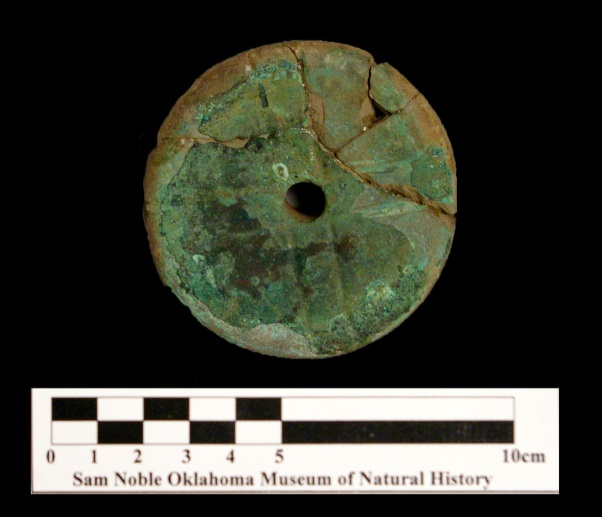 0 1 2 3 4 5 10cm
Sam Noble Oklahoma Museum of Natural History